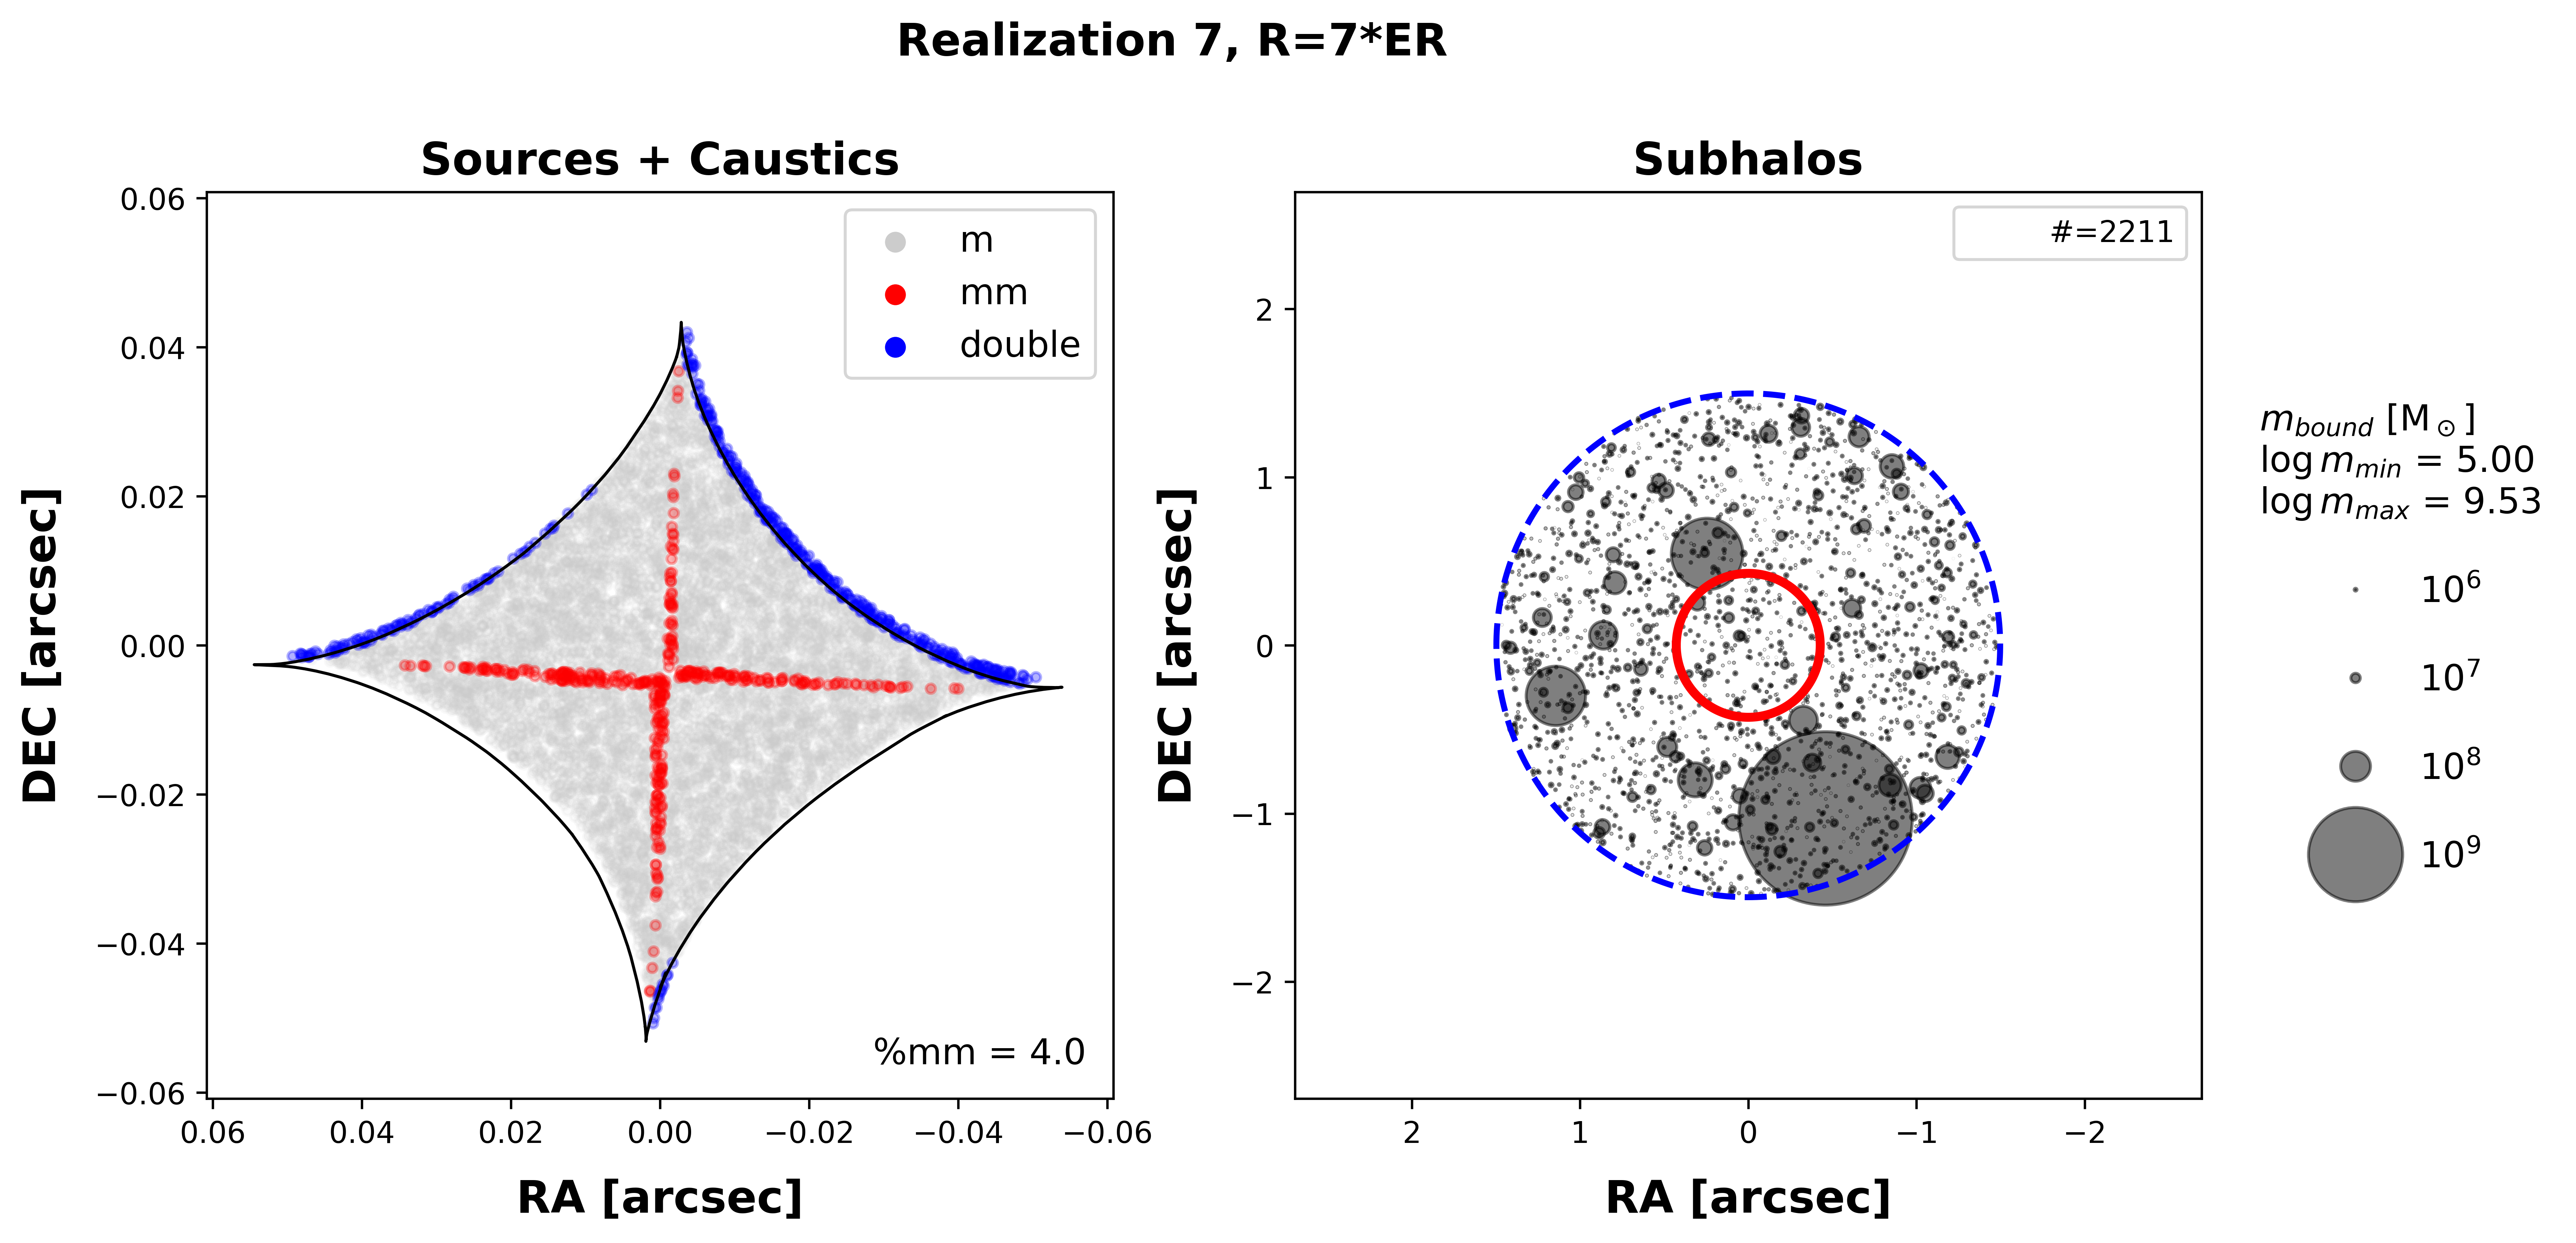 Realization 7, R=7*ER
Sources + Caustics
m
mm
double
%mm = 4.0
0.06
0.04
0.02
0.00
−0.02
−0.04
−0.06
0.06
0.04
0.02
0.00
−0.02
−0.04
−0.06
RA [arcsec]
DEC [arcsec]
Subhalos
#=2211
2
1
0
−1
−2
2
1
0
−1
−2
RA [arcsec]
DEC [arcsec]
m_bound [M_⊙]
log m_min = 5.00
log m_max = 9.53
10^6
10^7
10^8
10^9